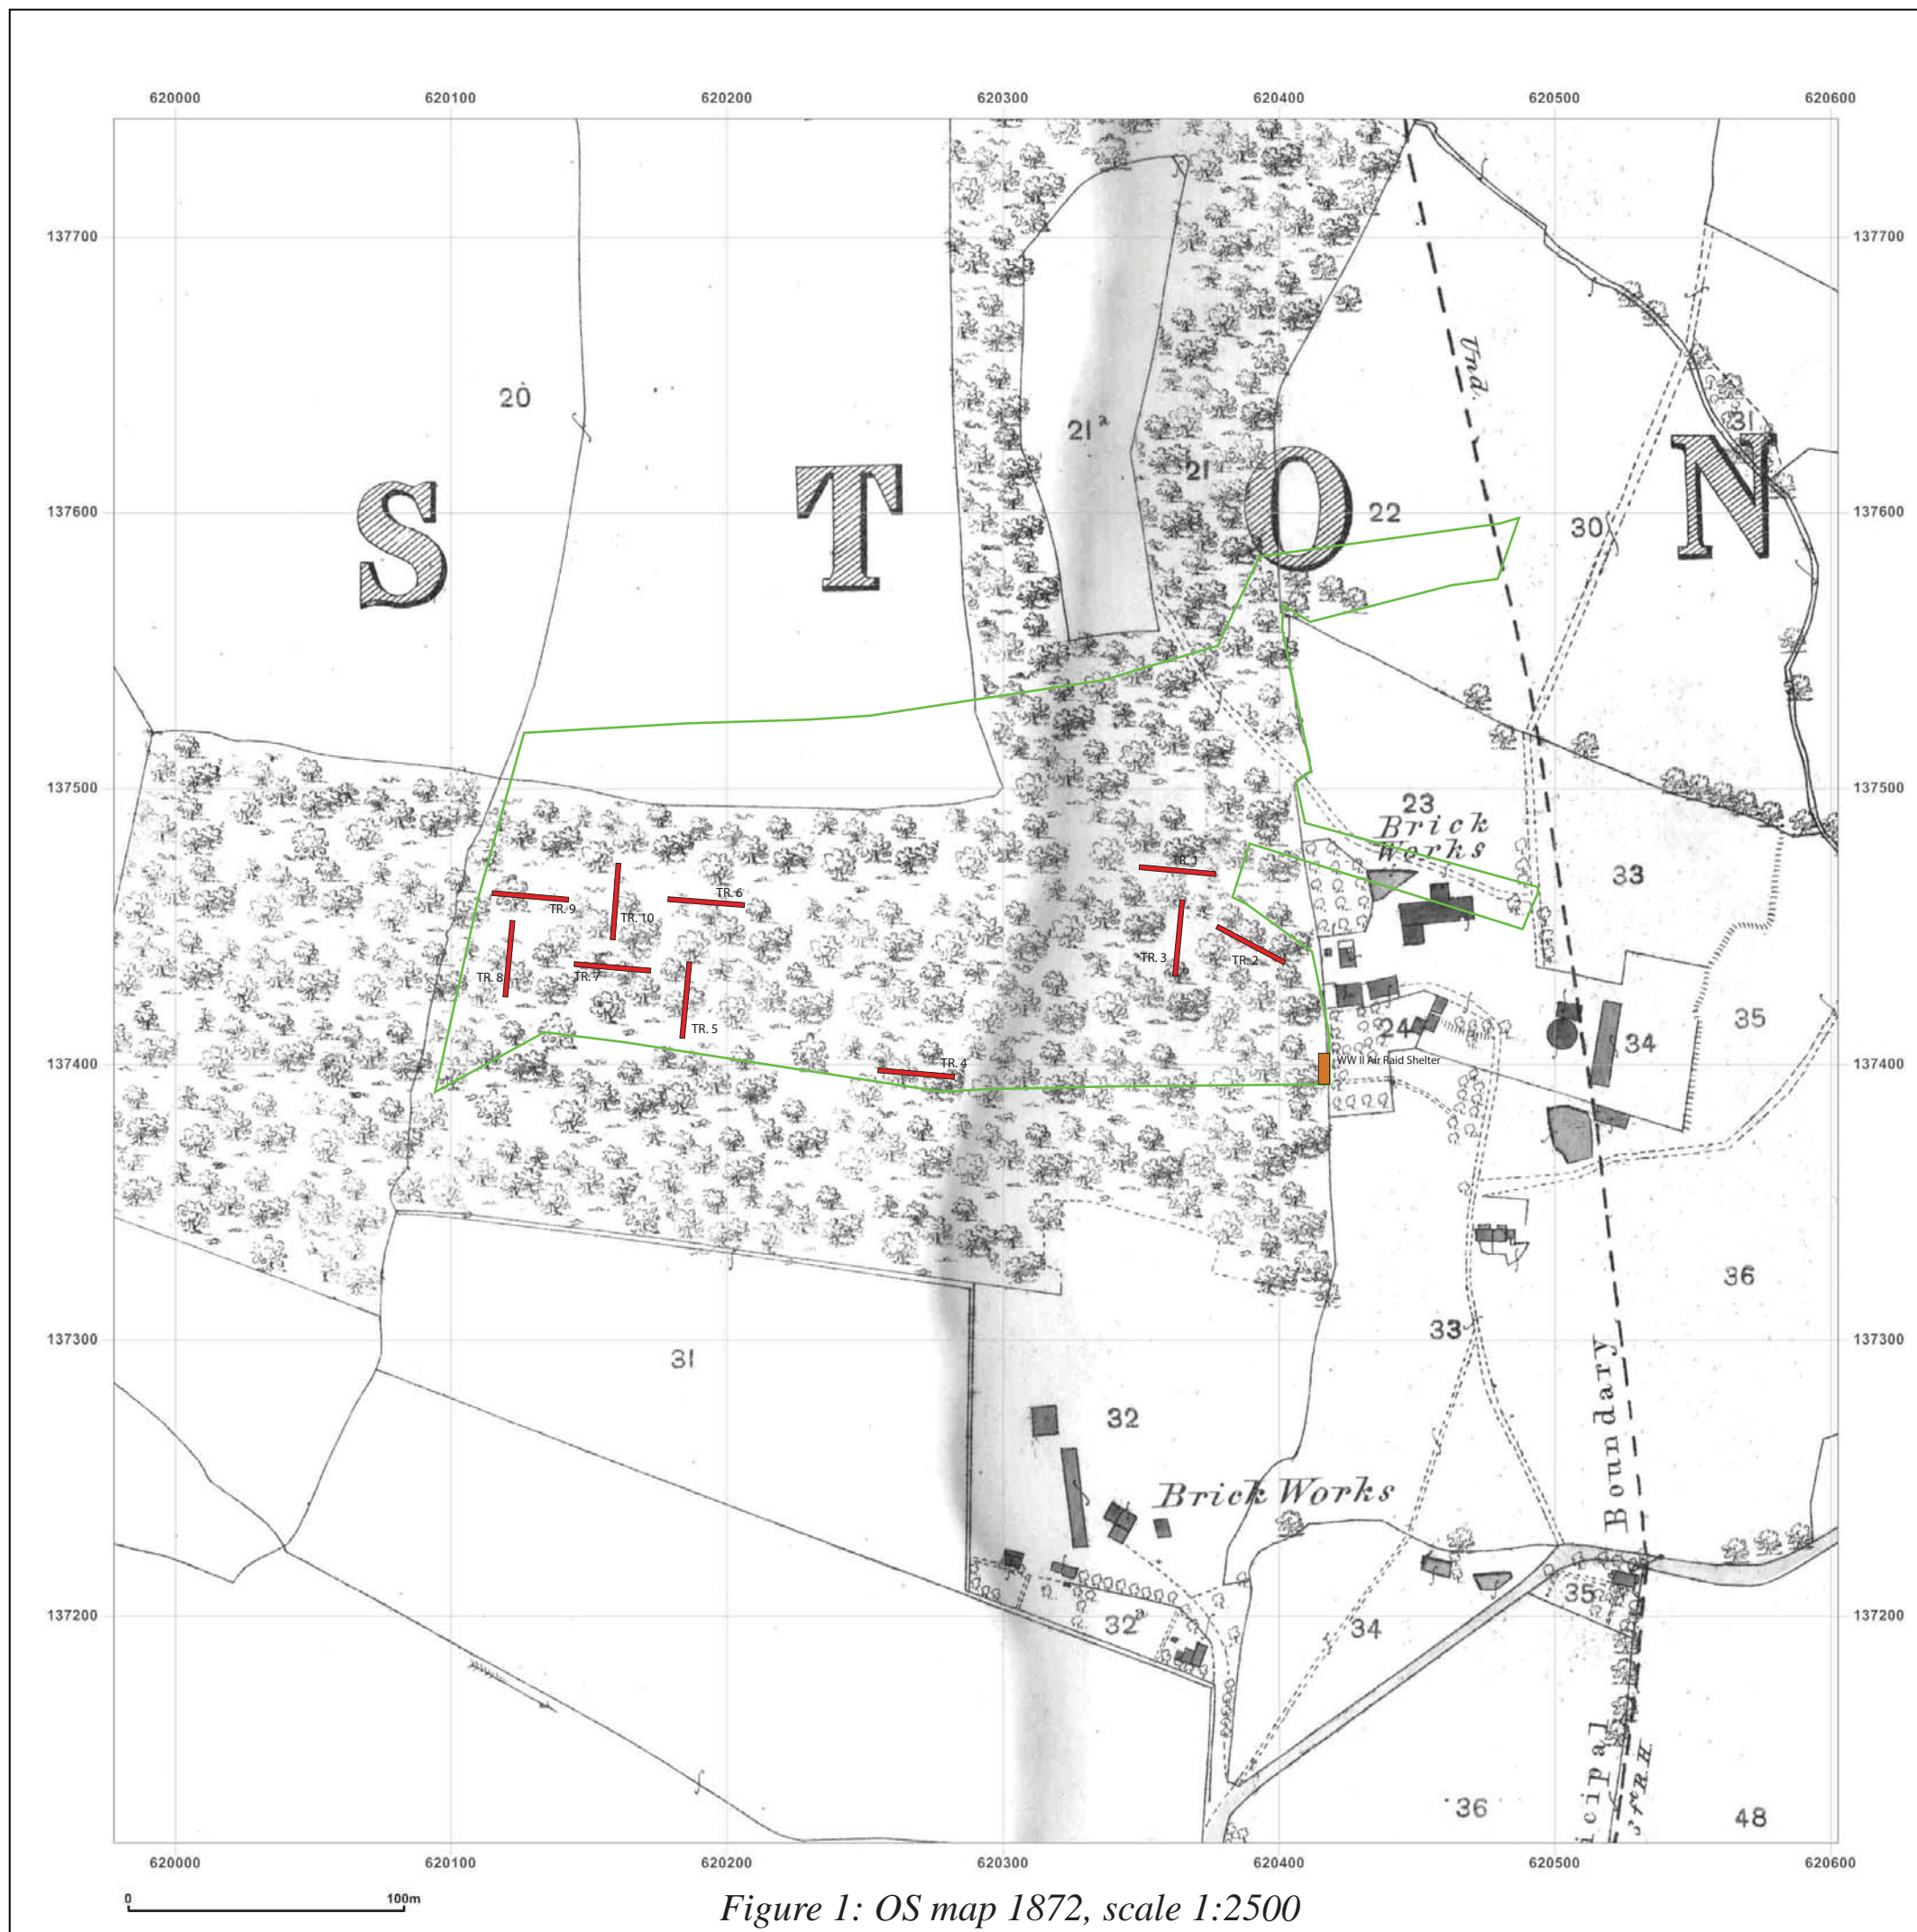 620000 620100 620200 620300 620400 620500 620600
137700 137700
Und.
20
21ª
31
21
S T O N
22
30
137600 137600
137500 137500
23
Brick
Works
33
TR. 1
TR. 6
TR. 9
TR. 10
TR. 3
TR. 2
TR. 8
TR. 7
TR. 5
24
34
35
137400 137400
TR. 4
WW II Air Raid Shelter
36
33
137300 137300
31
Boundary
32
Brick Works
35
137200 137200
32ª
34
icipal
3 ft R.H.
36
48
620000 620100 620200 620300 620400 620500 620600
0 100m
Figure 1: OS map 1872, scale 1:2500